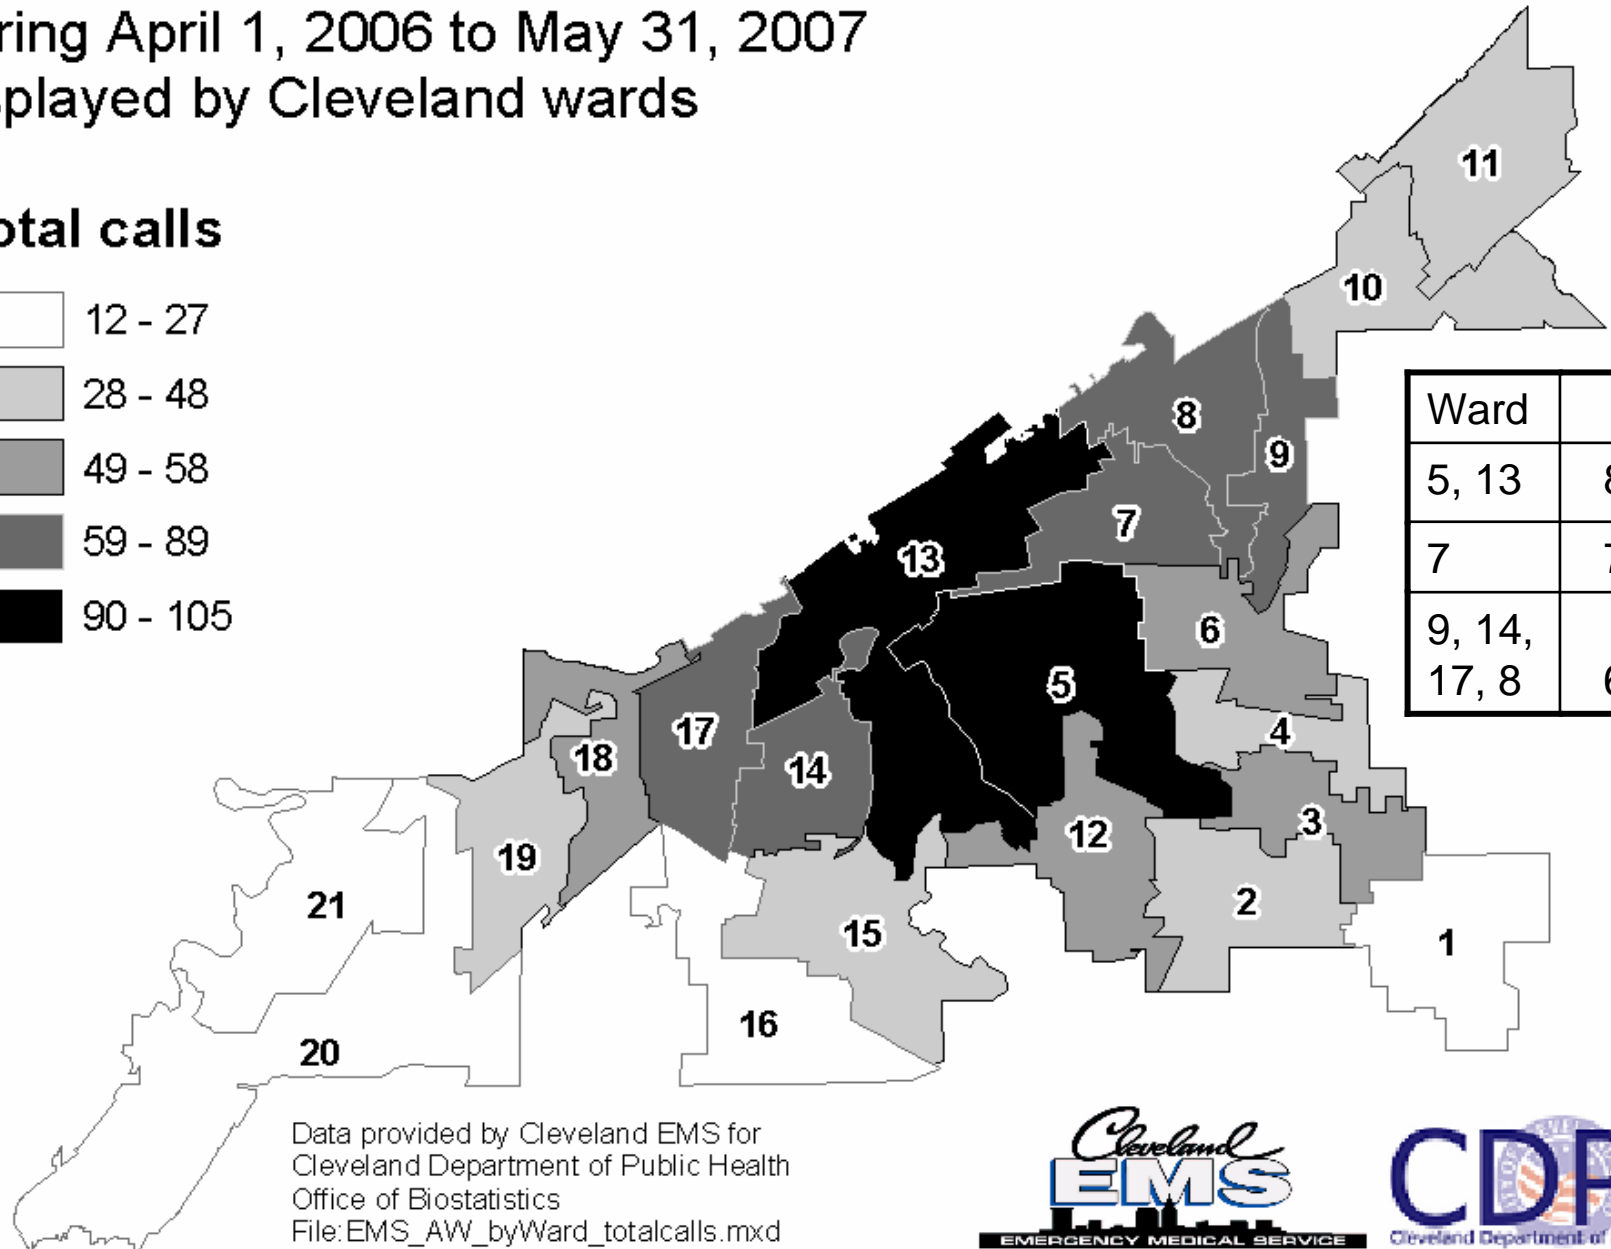 ring April 1, 2006 to May 31, 2007
splayed by Cleveland wards
otal calls
12 - 27
28 - 48
49 - 58
59 - 89
90 - 105
11
10
8
9
7
13
6
5
4
17
18
14
3
12
19
2
21
15
1
16
20
Ward
5, 13
7
9, 14,
17, 8
Data provided by Cleveland EMS for
Cleveland Department of Public Health
Office of Biostatistics
File:EMS_AW_byWard_totalcalls.mxd
Cleveland
EMS
EMERGENCY MEDICAL SERVICE
CDP
Cleveland Department of